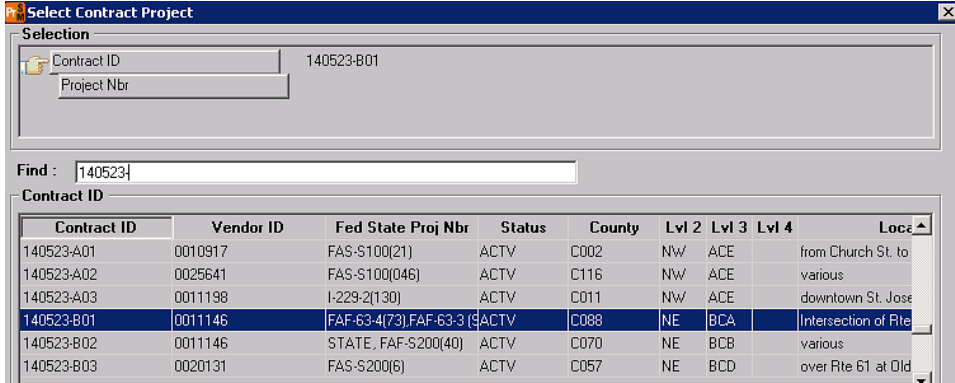 Select Contract Project
Selection
Contract ID 140523-B01
Project Nbr
Find : 140523-
Contract ID
Contract ID Vendor ID Fed State Proj Nbr Status County Lvl 2 Lvl 3 Lvl 4 Loca
140523-A01 0010917 FAS-S100(21) ACTV C002 NW ACE from Church St. to
140523-A02 0025641 FAS-S100(046) ACTV C116 NW ACE various
140523-A03 0011198 I-229-2(130) ACTV C011 NW ACE downtown St. Jose
140523-B01 0011146 FAF-63-4(73),FAF-63-3 (S ACTV C088 NE BCA Intersection of Rte
140523-B02 0011146 STATE, FAF-S200(40) ACTV C070 NE BCB various
140523-B03 0020131 FAS-S200(6) ACTV C057 NE BCD over Rte 61 at Old